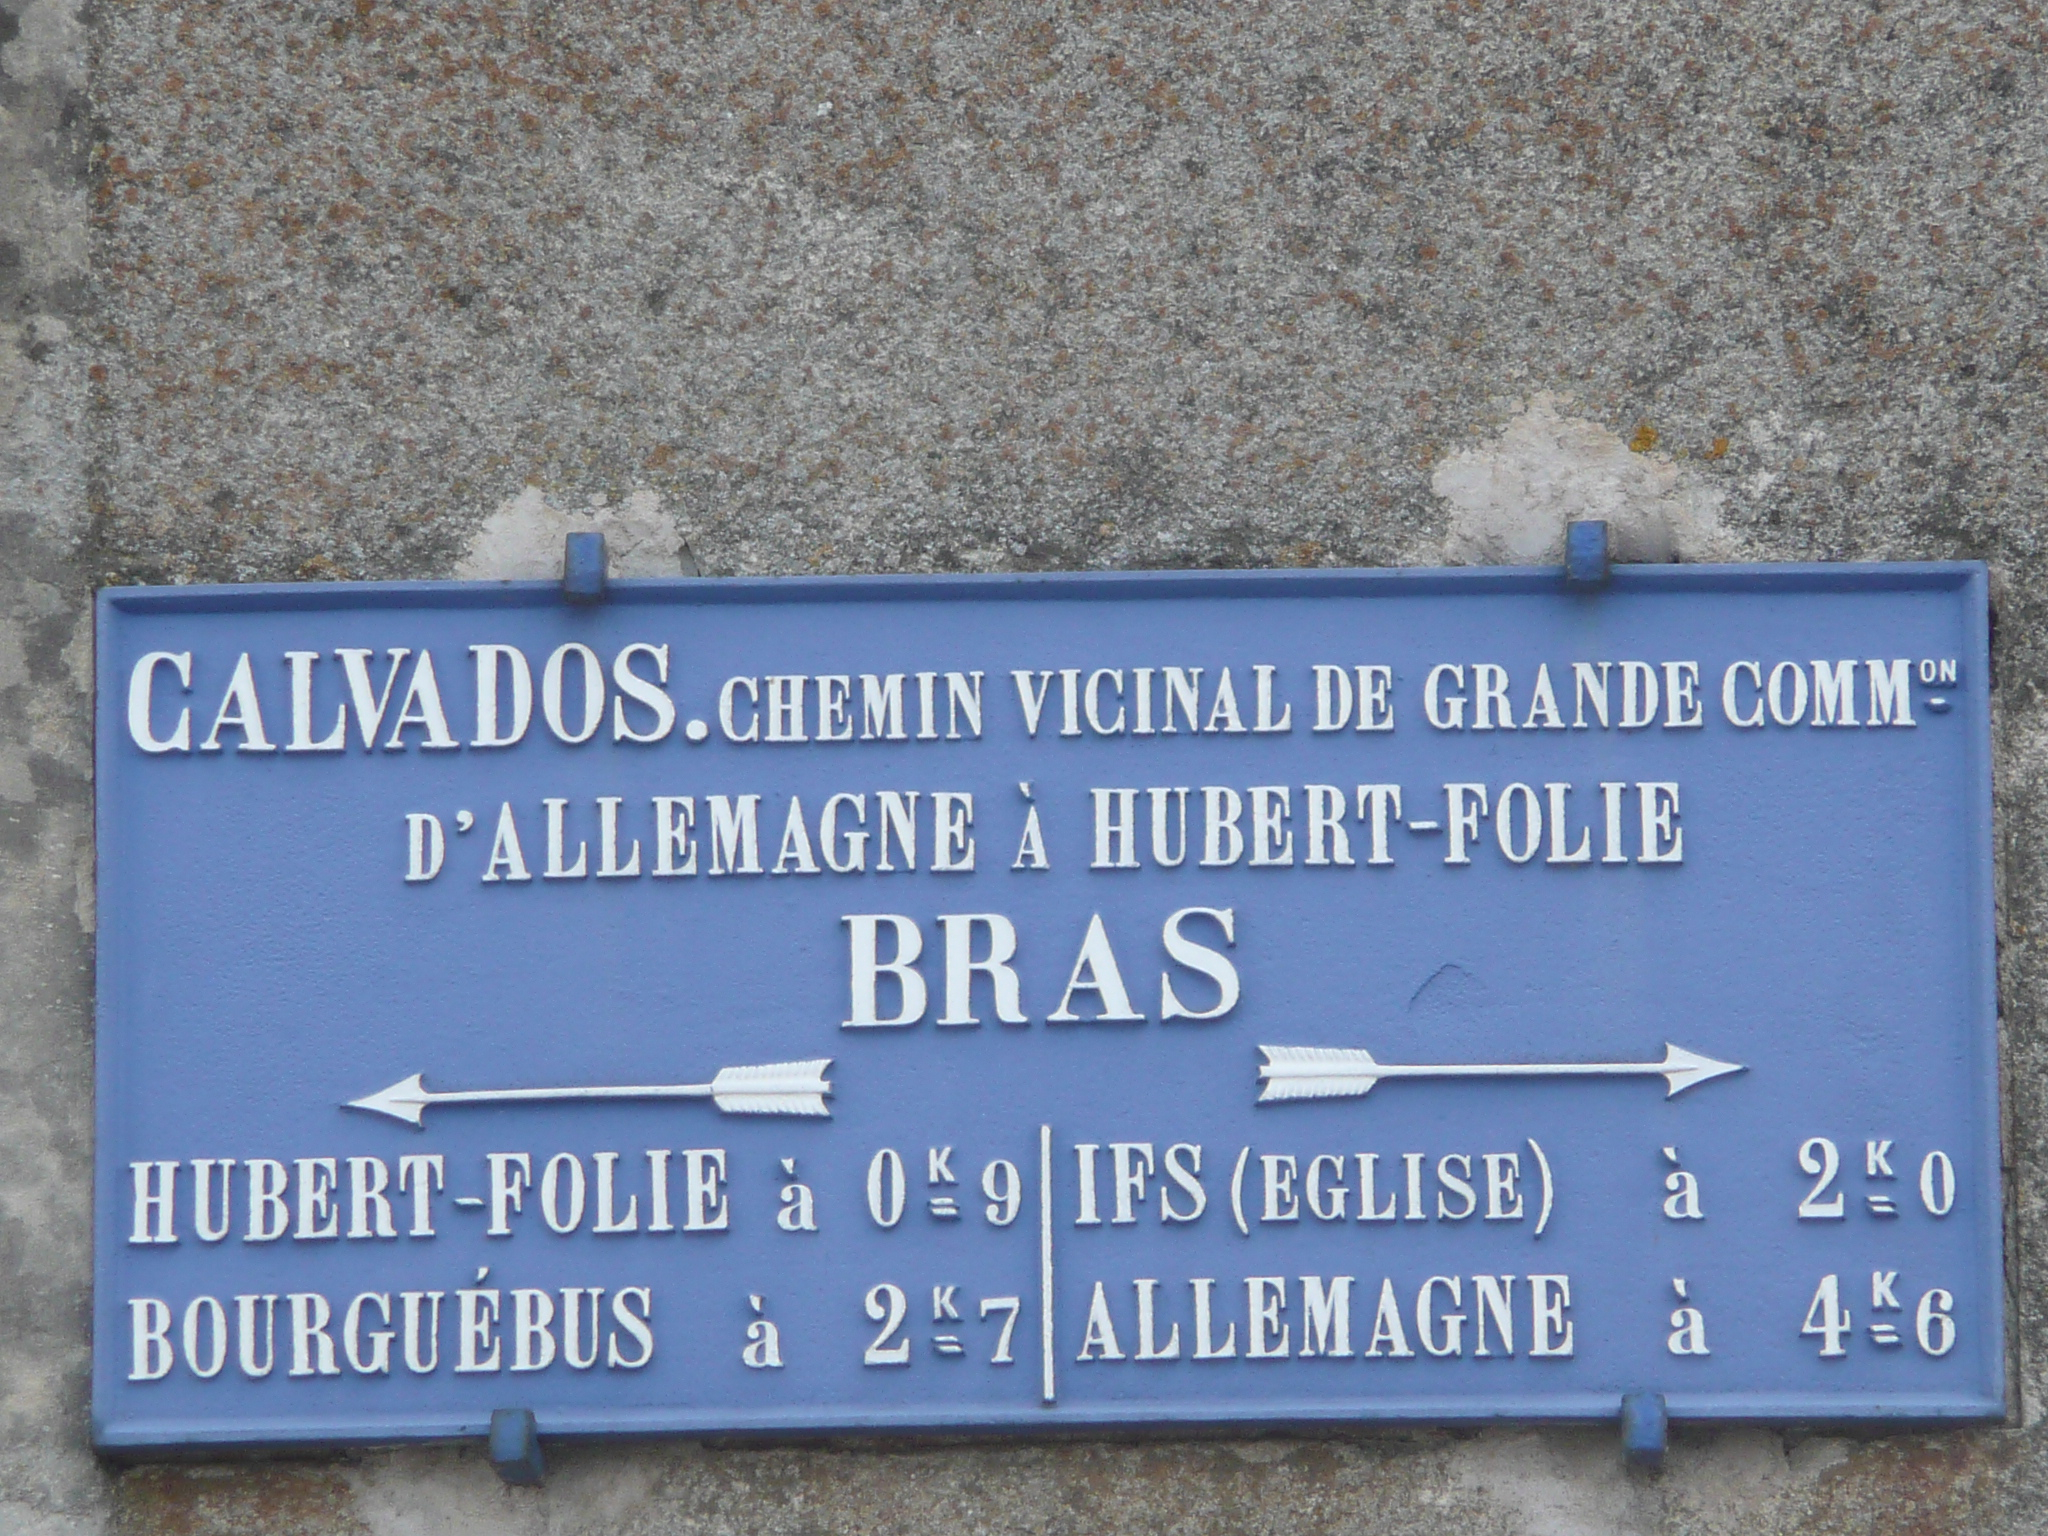 CALVADOS. CHEMIN VICINAL DE GRANDE COMMON
D'ALLEMAGNE À HUBERT-FOLIE
BRAS
HUBERT-FOLIE à 0K9
BOURGUÉBUS à 2K7
IFS (EGLISE) à 2K0
ALLEMAGNE à 4K6